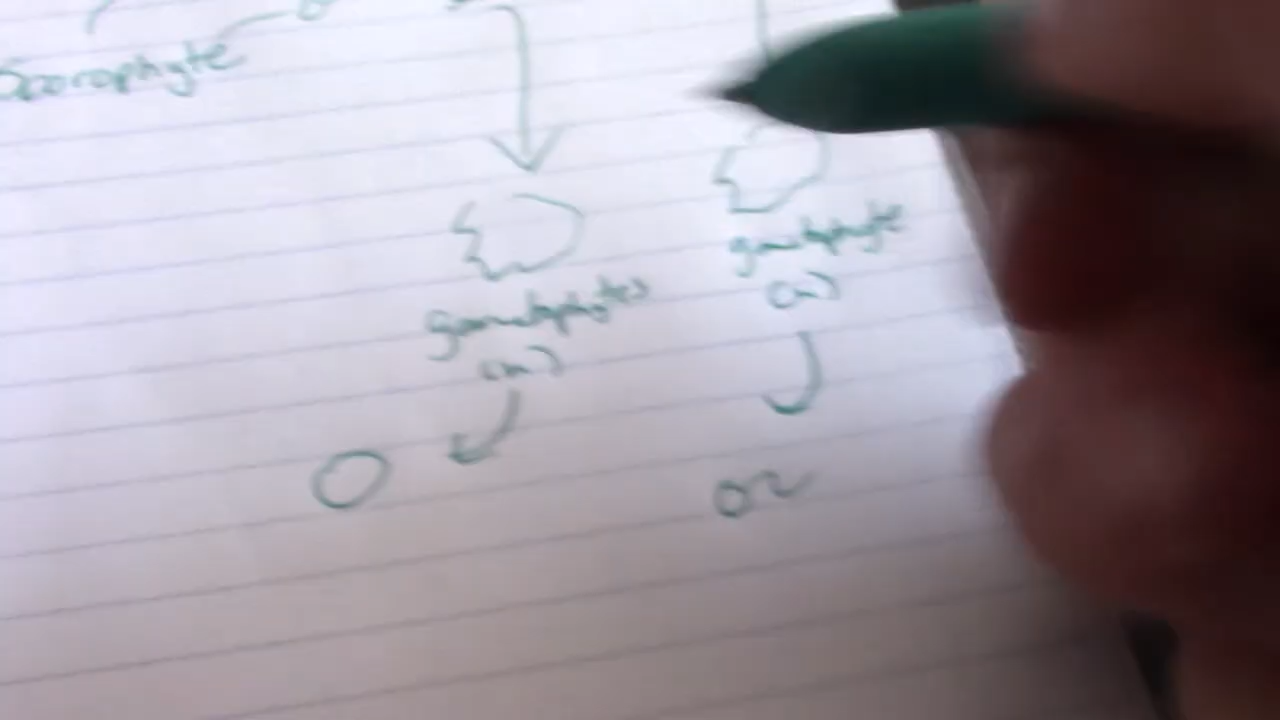 Sporophyte
gametophyte
(n)
gametophytes
(n)